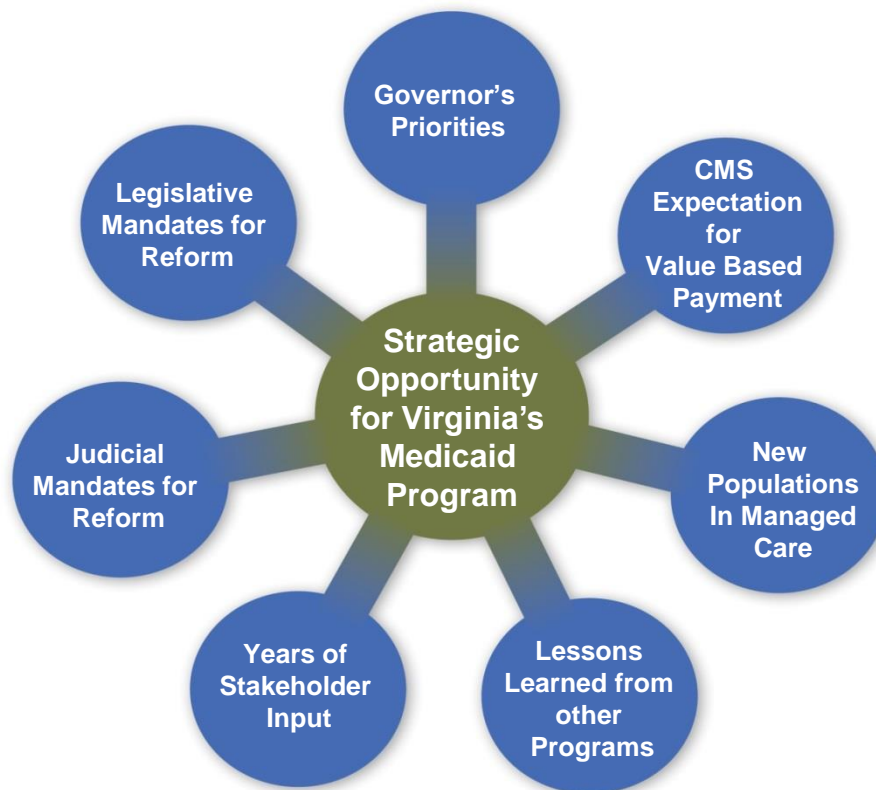 Governor's
Priorities
CMS
Expectation
for
Value Based
Payment
Legislative
Mandates for
Reform
Strategic
Opportunity
for Virginia's
Medicaid
Program
Judicial
Mandates for
Reform
New
Populations
In Managed
Care
Years of
Stakeholder
Input
Lessons
Learned from
other
Programs